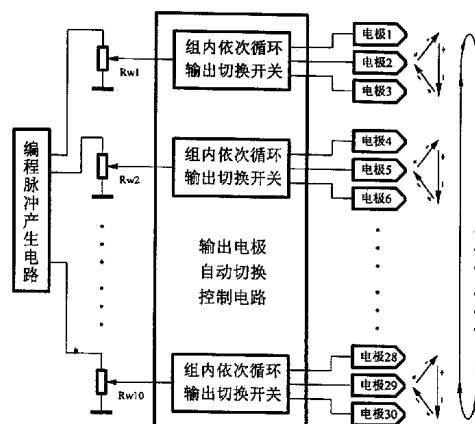 编程脉冲产生电路
Rw1
组内依次循环
输出切换开关
电极1
电极2
电极3
Rw2
组内依次循环
输出切换开关
电极4
电极5
电极6
输出电极
自动切换
控制电路
Rw10
组内依次循环
输出切换开关
电极28
电极29
电极30